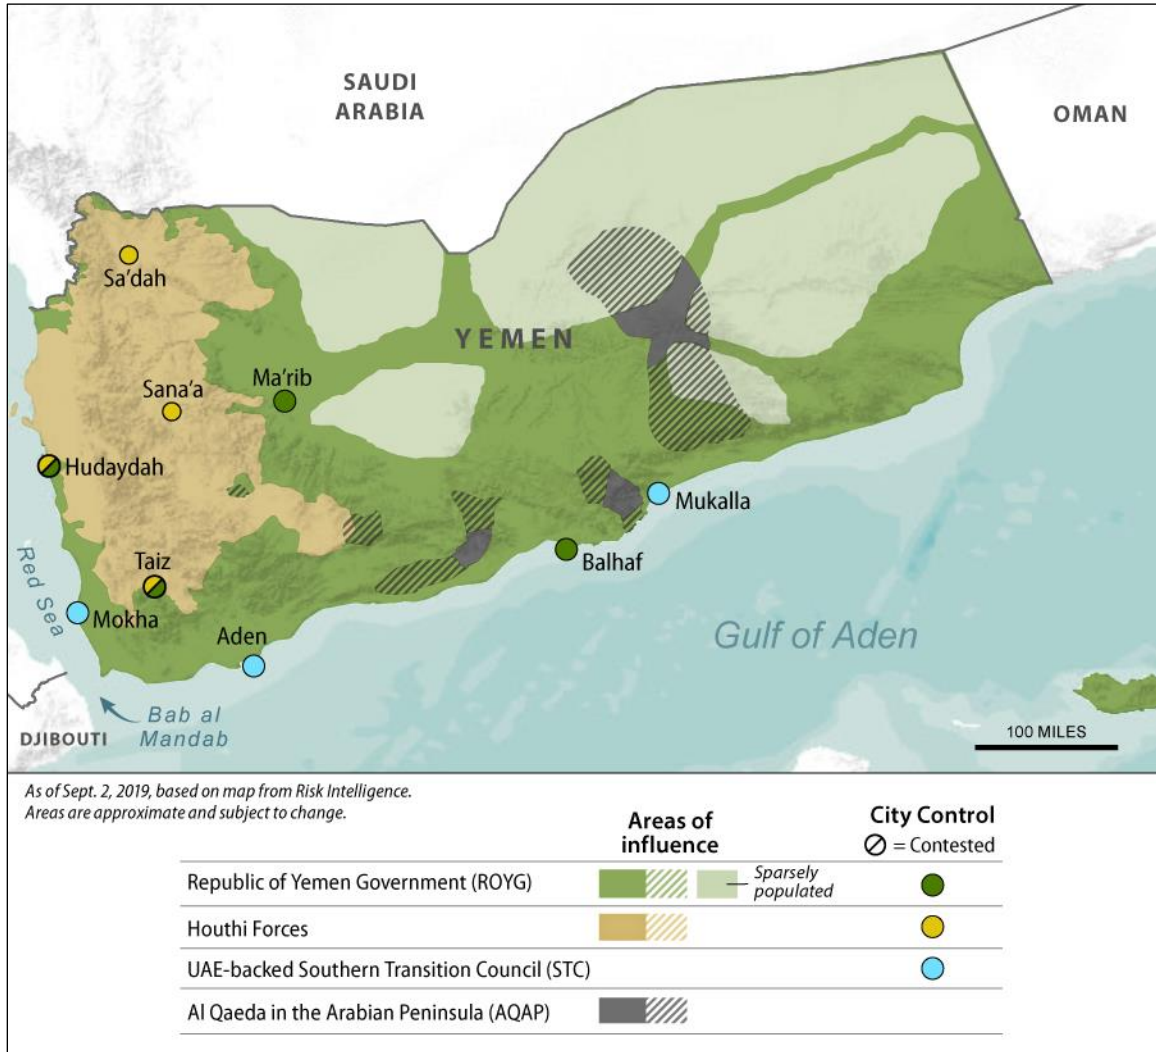 SAUDI
ARABIA
OMAN
Sa’dah
YEMEN
Ma’rib
Sana’a
Hudaydah
Mukalla
Balhaf
Taiz
Red Sea
Mokha
Aden
Gulf of Aden
Bab al
Mandab
DJIBOUTI
100 MILES
As of Sept. 2, 2019, based on map from Risk Intelligence.
Areas are approximate and subject to change.
Areas of
influence
City Control
= Contested
Republic of Yemen Government (ROYG)
Sparsely
populated
Houthi Forces
UAE-backed Southern Transition Council (STC)
Al Qaeda in the Arabian Peninsula (AQAP)